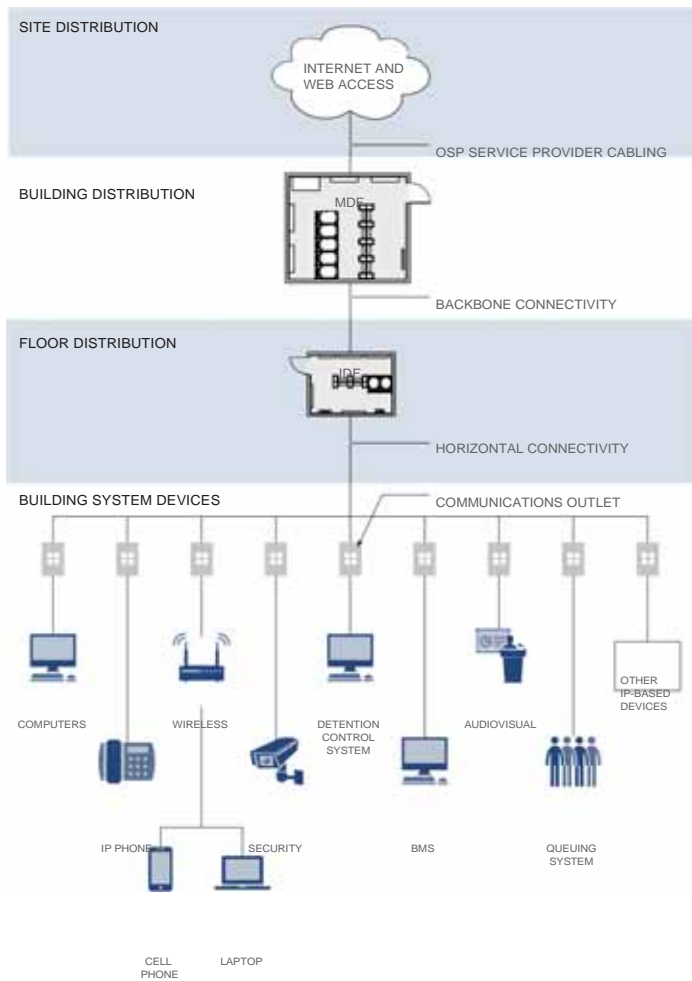 SITE DISTRIBUTION
INTERNET AND
WEB ACCESS
OSP SERVICE PROVIDER CABLING
BUILDING DISTRIBUTION
MDF
BACKBONE CONNECTIVITY
FLOOR DISTRIBUTION
IDF
HORIZONTAL CONNECTIVITY
BUILDING SYSTEM DEVICES
COMMUNICATIONS OUTLET
COMPUTERS
WIRELESS
DETENTION
CONTROL
SYSTEM
AUDIOVISUAL
OTHER
IP-BASED
DEVICES
IP PHONE
SECURITY
BMS
QUEUING
SYSTEM
CELL
PHONE
LAPTOP